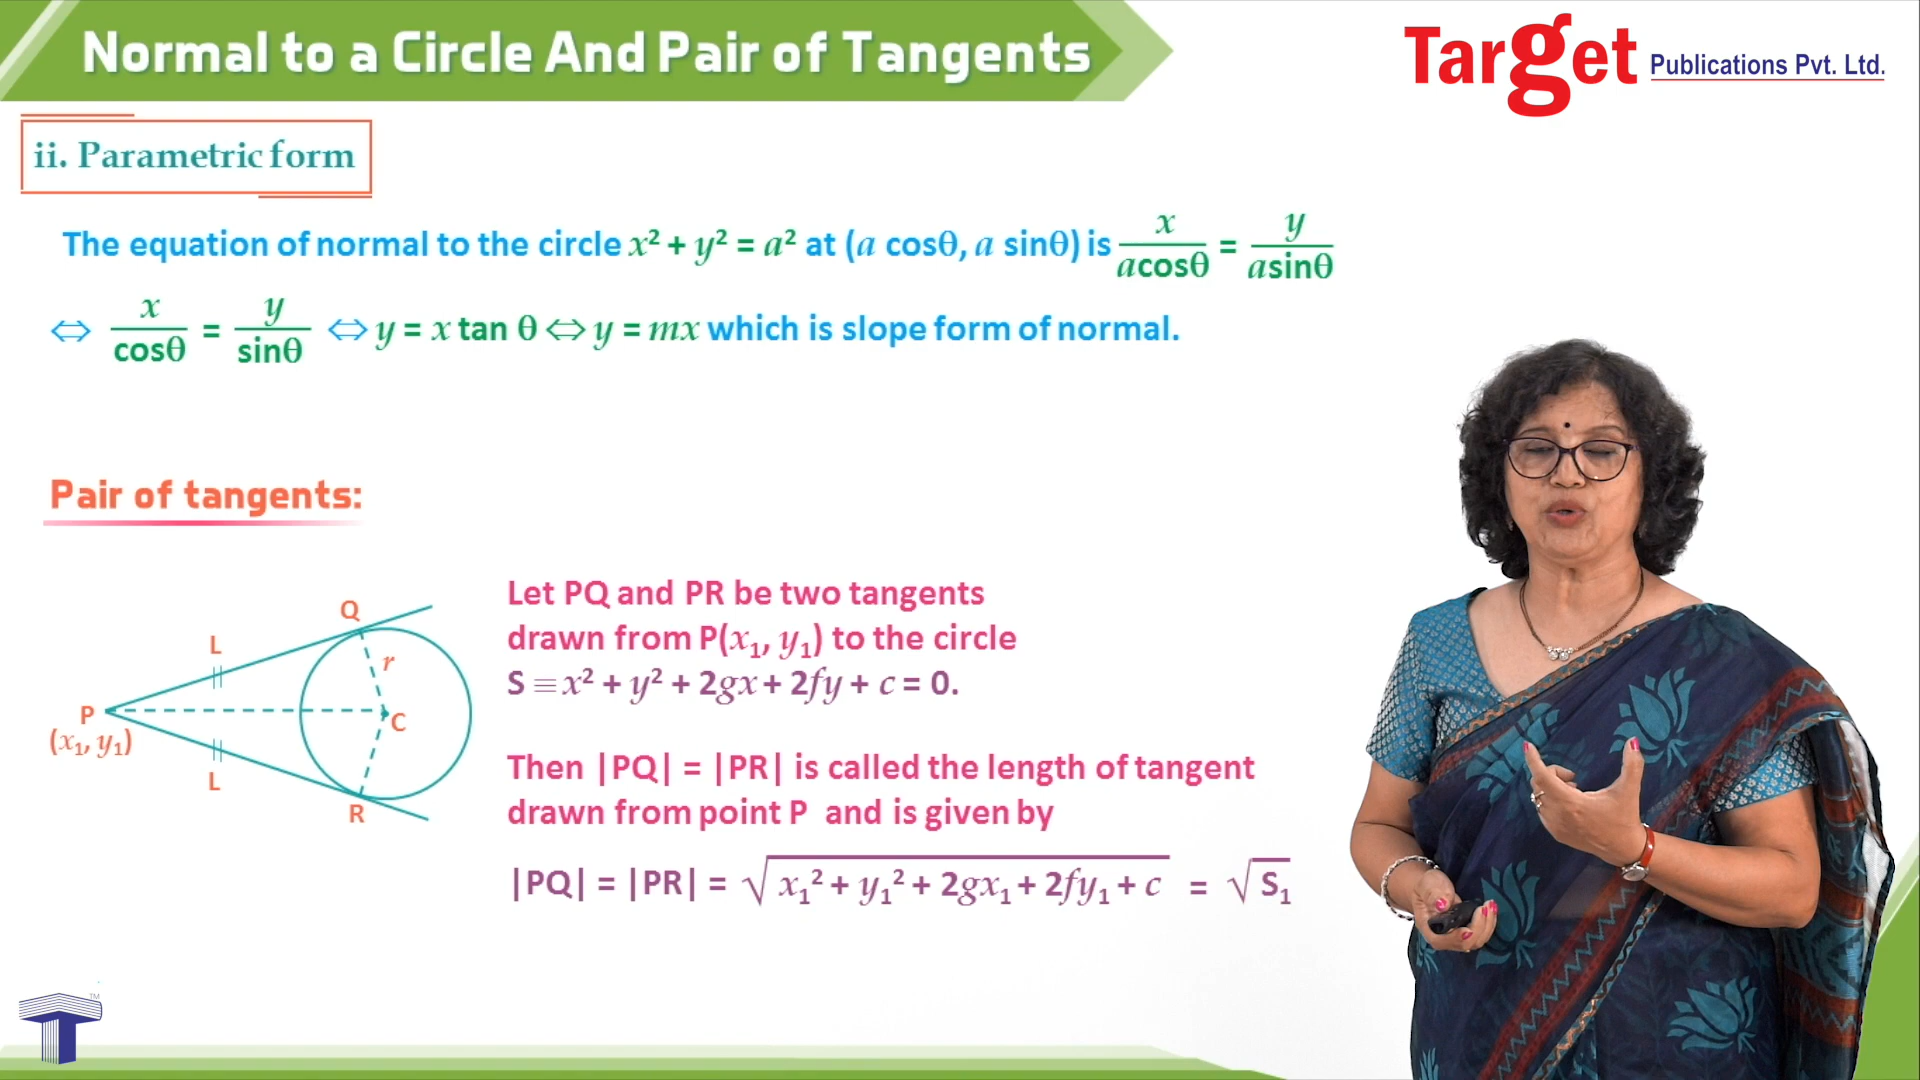 Normal to a Circle And Pair of Tangents
Target Publications Pvt. Ltd.
ii. Parametric form
The equation of normal to the circle x² + y² = a² at (a cosθ, a sinθ) is x/acosθ = y/asinθ
⇔ x/cosθ = y/sinθ ⇔ y = x tan θ ⇔ y = mx which is slope form of normal.
Pair of tangents:
Q
L
r
P
C
(x₁, y₁)
L
R
Let PQ and PR be two tangents
drawn from P(x₁, y₁) to the circle
S ≡ x² + y² + 2gx + 2fy + c = 0.
Then |PQ| = |PR| is called the length of tangent
drawn from point P and is given by
|PQ| = |PR| = √(x₁² + y₁² + 2gx₁ + 2fy₁ + c) = √S₁
T
TM